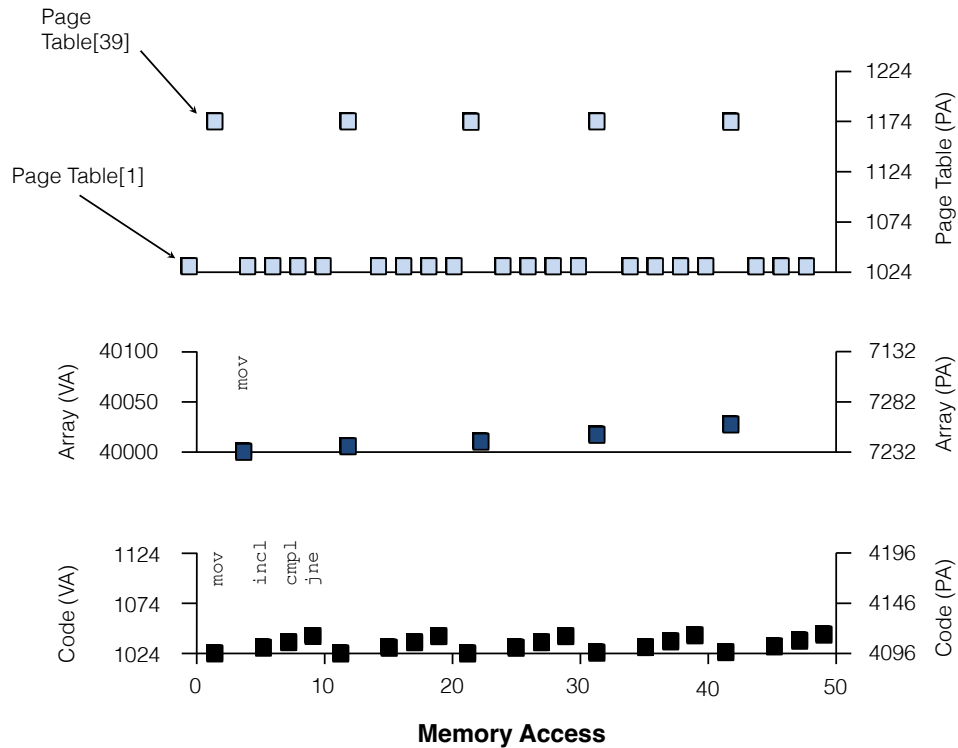 Page
Table[39]
Page Table[1]
1224
1174
1124
1074
1024
Page Table (PA)
40100
40050
40000
Array (VA)
mov
7132
7282
7232
Array (PA)
1124
1074
1024
Code (VA)
mov
incl
cmpl
jne
4196
4146
4096
Code (PA)
0
10
20
30
40
50
Memory Access